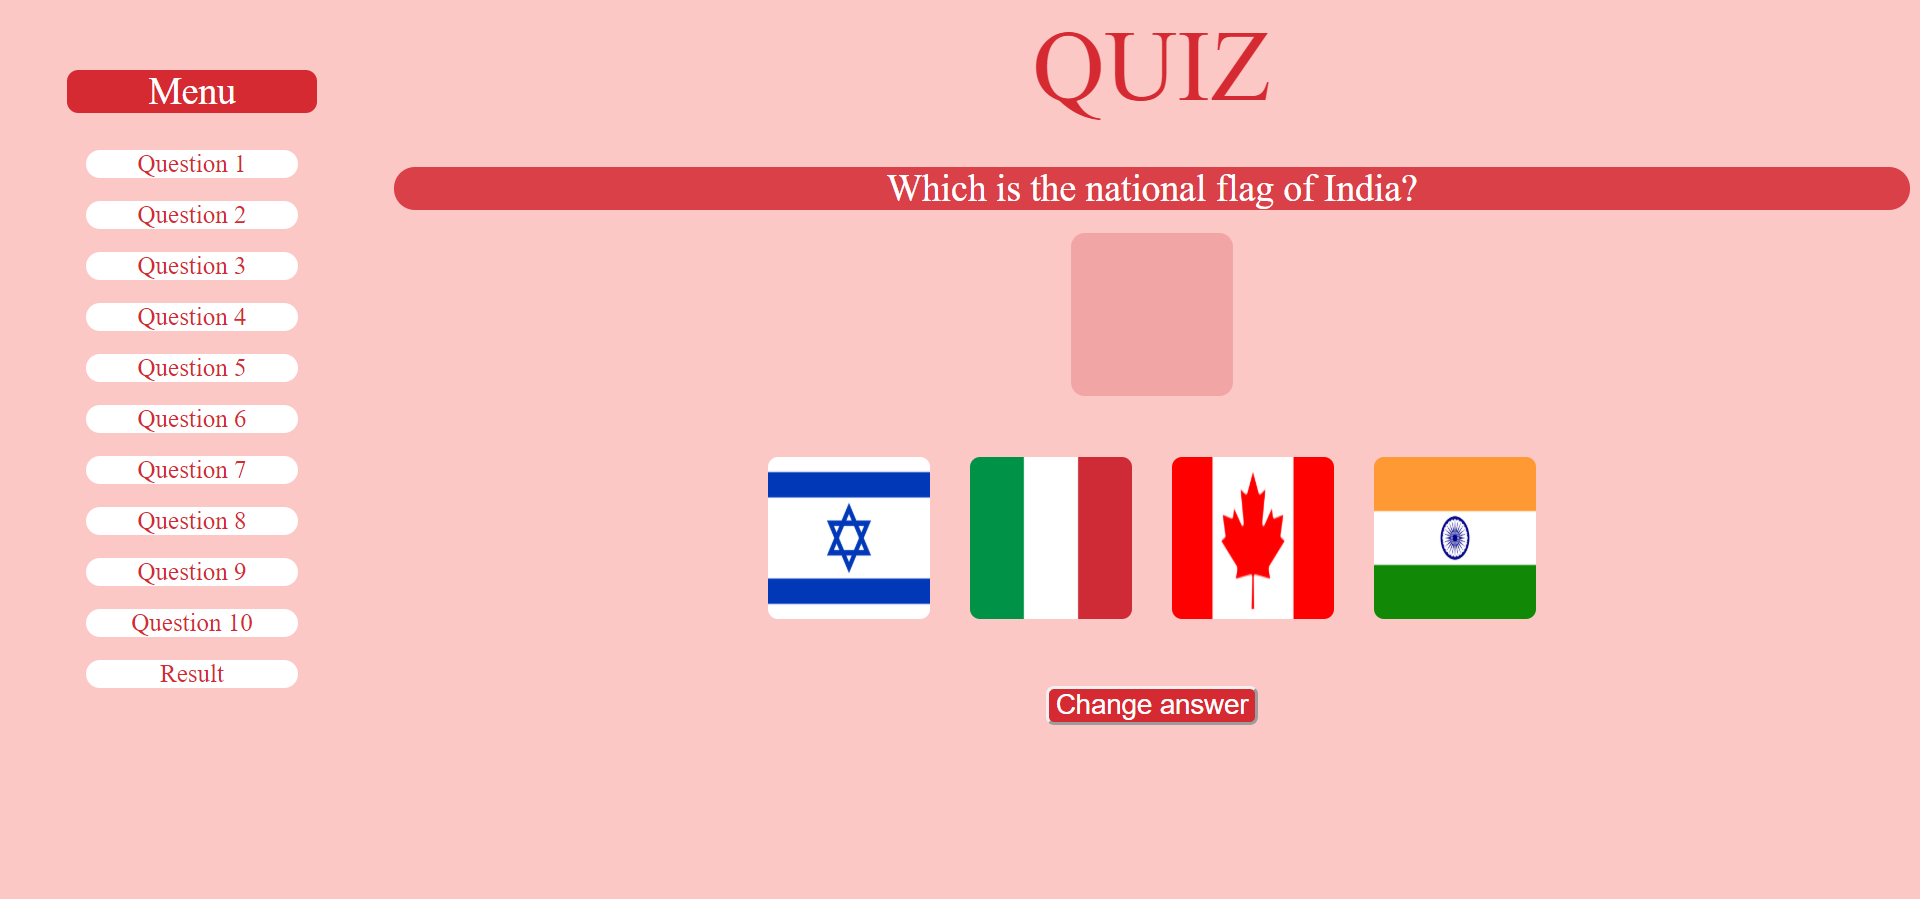 QUIZ
Menu
Question 1
Question 2
Question 3
Question 4
Question 5
Question 6
Question 7
Question 8
Question 9
Question 10
Result
Which is the national flag of India?
Change answer